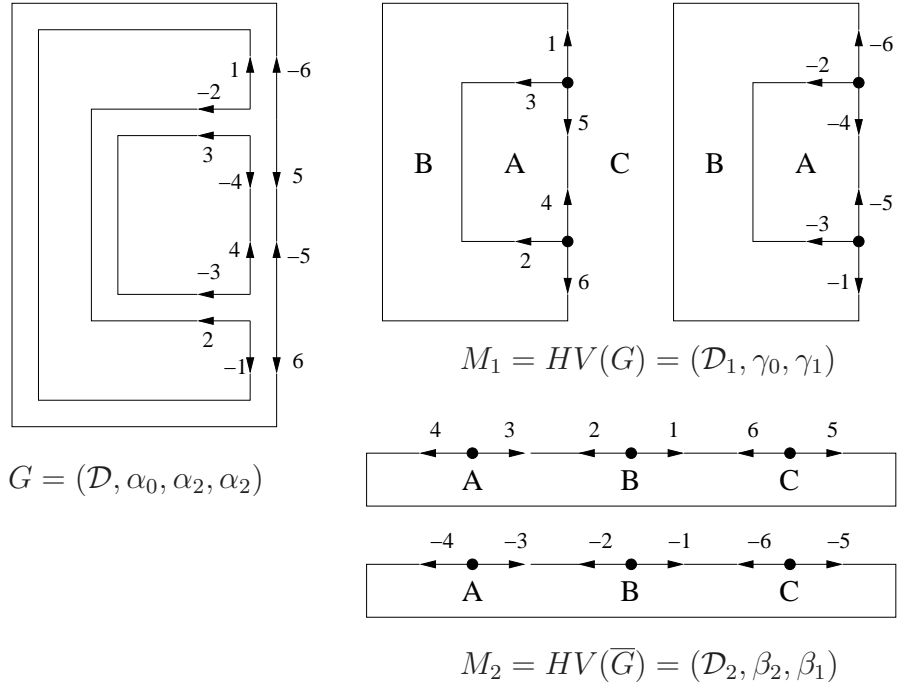 1
–6
–2
3
–4
5
4
–5
–3
2
–1
6
G = (𝒟, α₀, α₂, α₂)
1
3
5
B
A
C
4
2
6
–6
–2
–4
B
A
–5
–3
–1
M₁ = HV(G) = (𝒟₁, γ₀, γ₁)
4 3 2 1 6 5
A B C
–4 –3 –2 –1 –6 –5
A B C
M₂ = HV(G̅) = (𝒟₂, β₂, β₁)